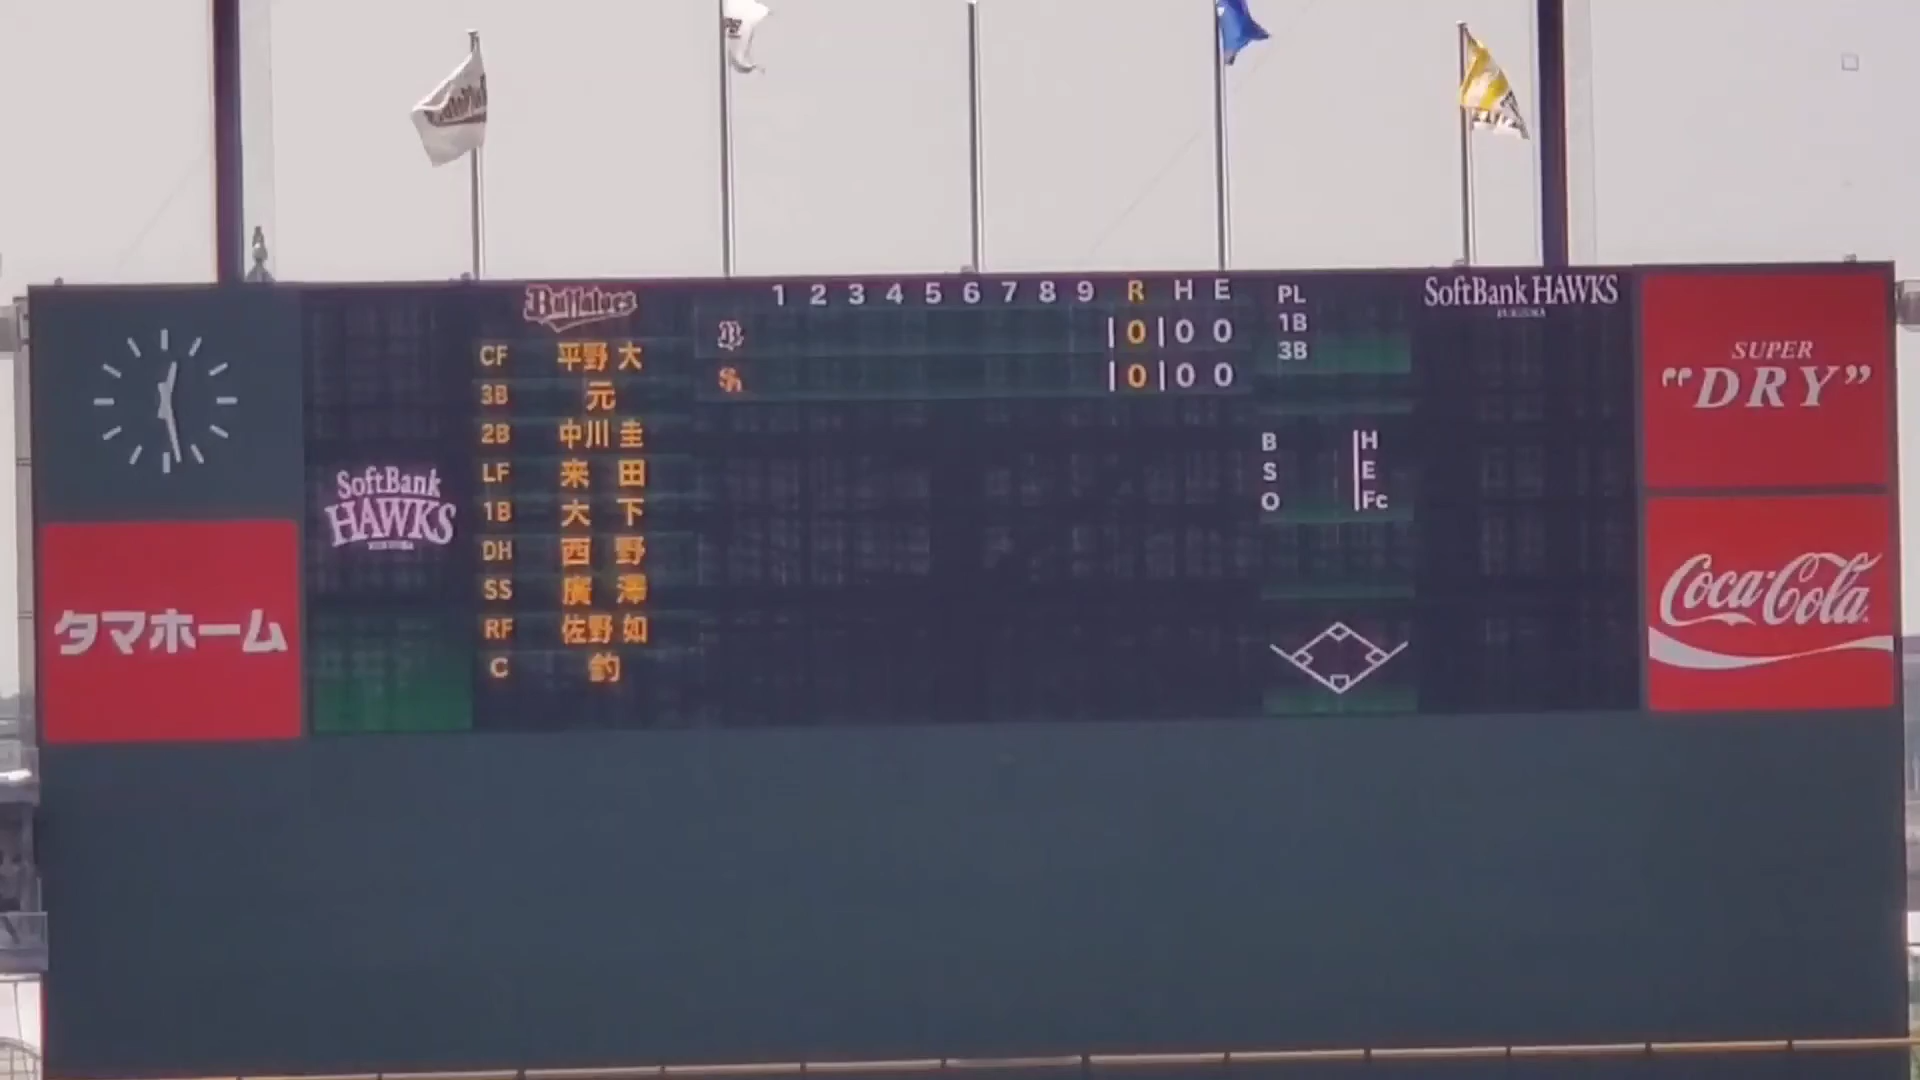 Buffaloes
1 2 3 4 5 6 7 8 9 R H E
B 0 0 0
SH 0 0 0
CF 平野 大
3B 元
2B 中川 圭
LF 来田
1B 大下
DH 西野
SS 廣澤
RF 佐野 如
C 釣
SoftBank
HAWKS
タマホーム
PL
1B
3B
B H
S E
O Fc
SoftBank HAWKS
SUPER
"DRY"
Coca-Cola